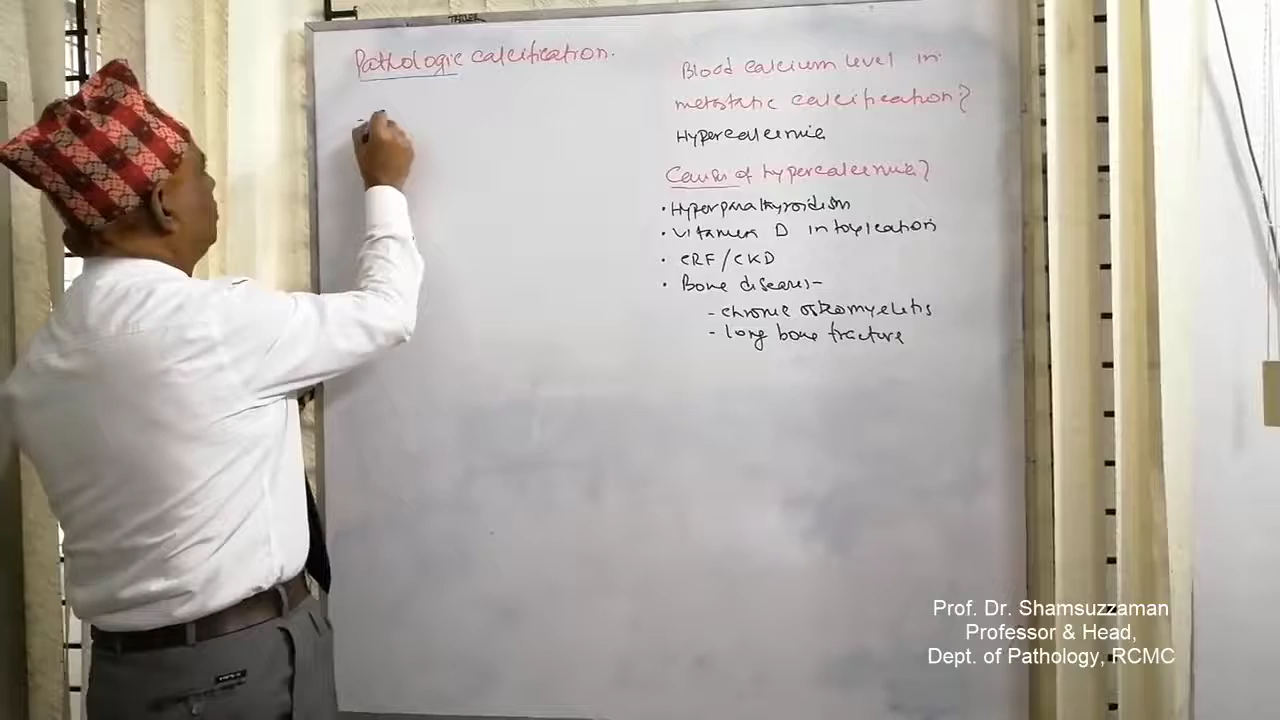 Pathologic calcification.
Blood calcium level in
metastatic calcification?
Hypercalcemia
Causes of hypercalcemia?
• Hyperparathyroidism
• Vitamin D intoxication
• CRF/CKD
• Bone diseases-
- chronic osteomyelitis
- long bone fracture
Prof. Dr. Shamsuzzaman
Professor & Head,
Dept. of Pathology, RCMC